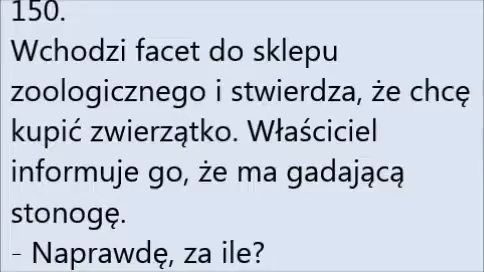 150.
Wchodzi facet do sklepu
zoologicznego i stwierdza, że chcę
kupić zwierzątko. Właściciel
informuje go, że ma gadającą
stonogę.
- Naprawdę, za ile?